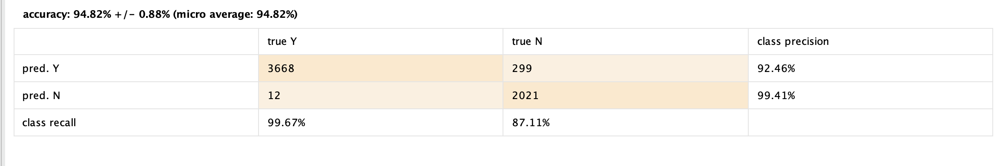 accuracy: 94.82% +/- 0.88% (micro average: 94.82%)
true Y true N class precision
pred. Y 3668 299 92.46%
pred. N 12 2021 99.41%
class recall 99.67% 87.11%